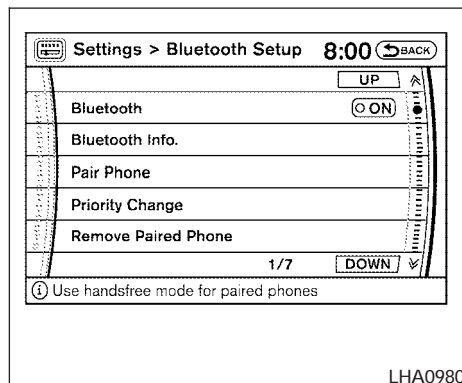 Settings > Bluetooth Setup 8:00 BACK
UP
Bluetooth ON
Bluetooth Info.
Pair Phone
Priority Change
Remove Paired Phone
1/7 DOWN
i Use handsfree mode for paired phones
LHA0980